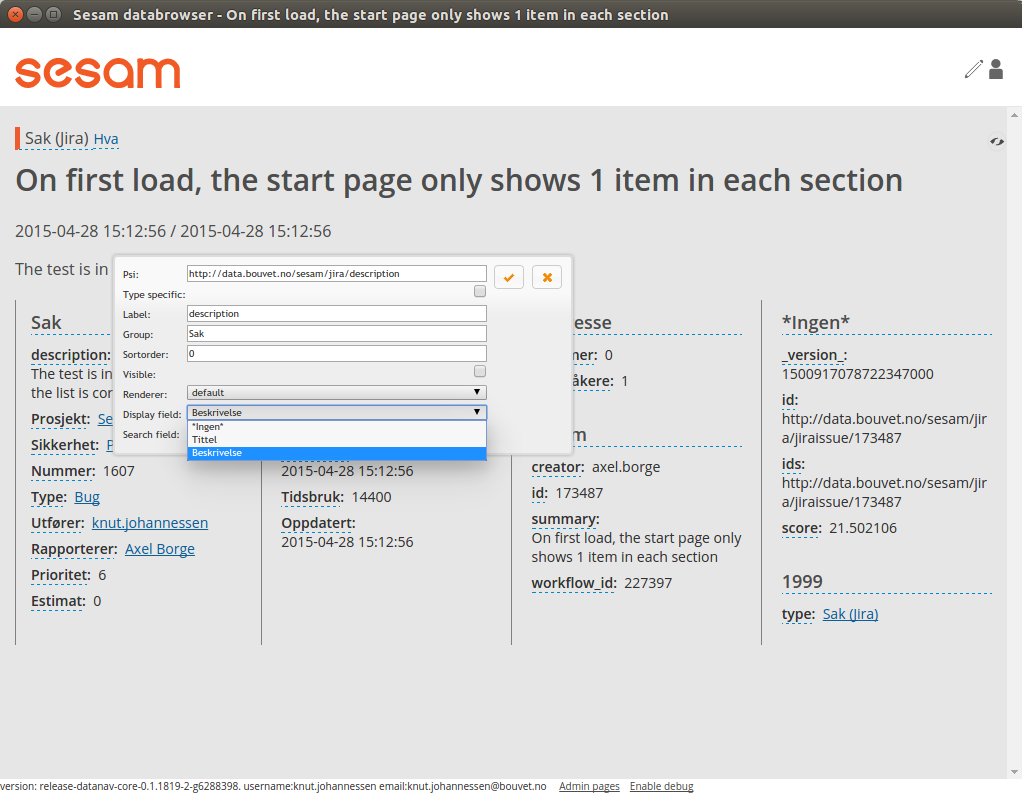 Sesam databrowser - On first load, the start page only shows 1 item in each section
sesam
Sak (Jira) Hva
On first load, the start page only shows 1 item in each section
2015-04-28 15:12:56 / 2015-04-28 15:12:56
The test is in
Psi: http://data.bouvet.no/sesam/jira/description
Type specific:
Label: description
Group: Sak
Sortorder: 0
Visible:
Renderer: default
Display field: Beskrivelse
*Ingen*
Tittel
Beskrivelse
Search field:
Sak
description:
The test is in
the list is cor
Prosjekt: Se
Sikkerhet: P
Nummer: 1607
Type: Bug
Utfører: knut.johannessen
Rapporterer: Axel Borge
Prioritet: 6
Estimat: 0
2015-04-28 15:12:56
Tidsbruk: 14400
Oppdatert:
2015-04-28 15:12:56
esse
mer: 0
åkere: 1
m
creator: axel.borge
id: 173487
summary:
On first load, the start page only
shows 1 item in each section
workflow_id: 227397
*Ingen*
_version_:
1500917078722347000
id:
http://data.bouvet.no/sesam/jir
a/jiraissue/173487
ids:
http://data.bouvet.no/sesam/jir
a/jiraissue/173487
score: 21.502106
1999
type: Sak (Jira)
version: release-datanav-core-0.1.1819-2-g6288398. username:knut.johannessen email:knut.johannessen@bouvet.no Admin pages Enable debug